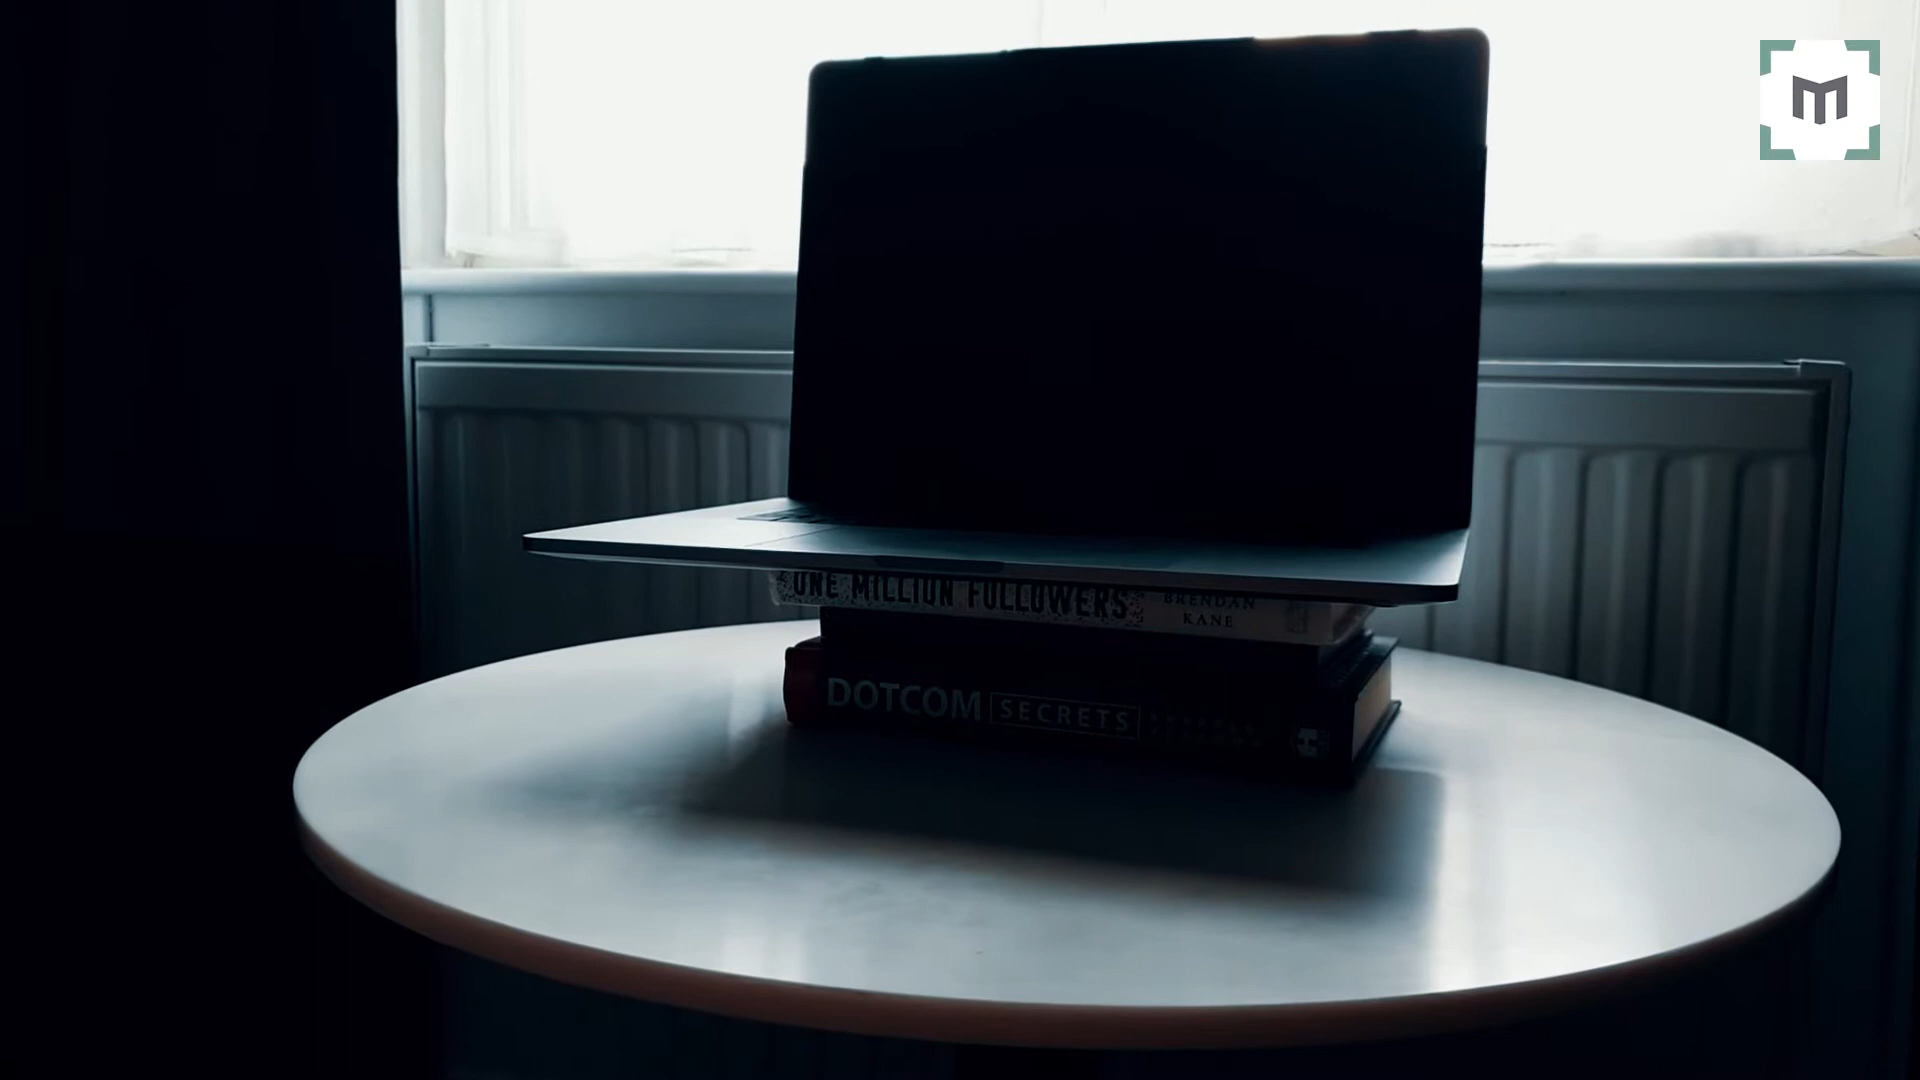 m
ONE MILLION FOLLOWERS
BRENDAN
KANE
DOTCOM SECRETS